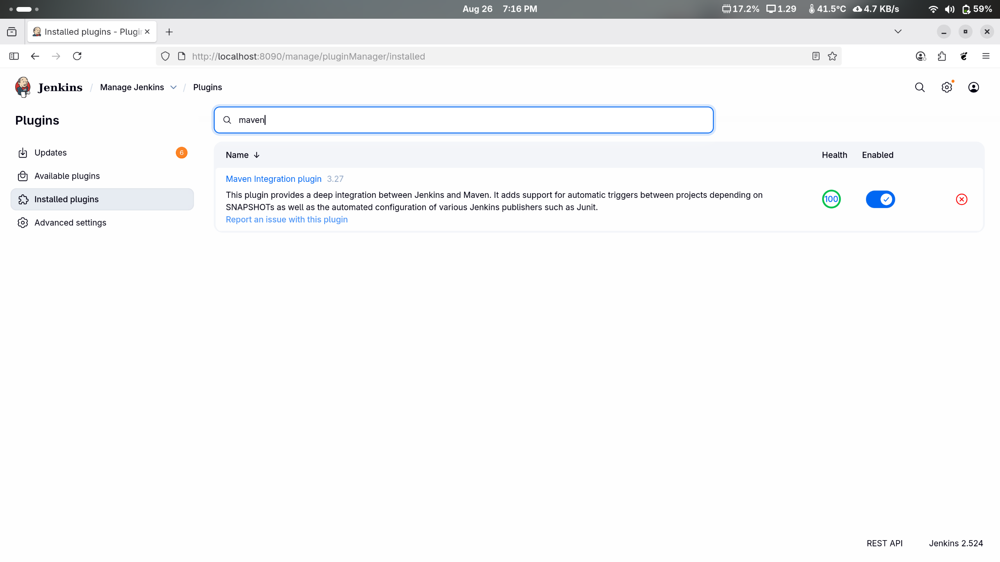 Aug 26 7:16 PM
17.2% 1.29 41.5°C 4.7 KB/s 59%
Installed plugins - Plugin
http://localhost:8090/manage/pluginManager/installed
Jenkins / Manage Jenkins / Plugins
Plugins
maven
Updates 6
Available plugins
Installed plugins
Advanced settings
Name Health Enabled
Maven Integration plugin 3.27
This plugin provides a deep integration between Jenkins and Maven. It adds support for automatic triggers between projects depending on
SNAPSHOTs as well as the automated configuration of various Jenkins publishers such as Junit.
Report an issue with this plugin
100
REST API Jenkins 2.524